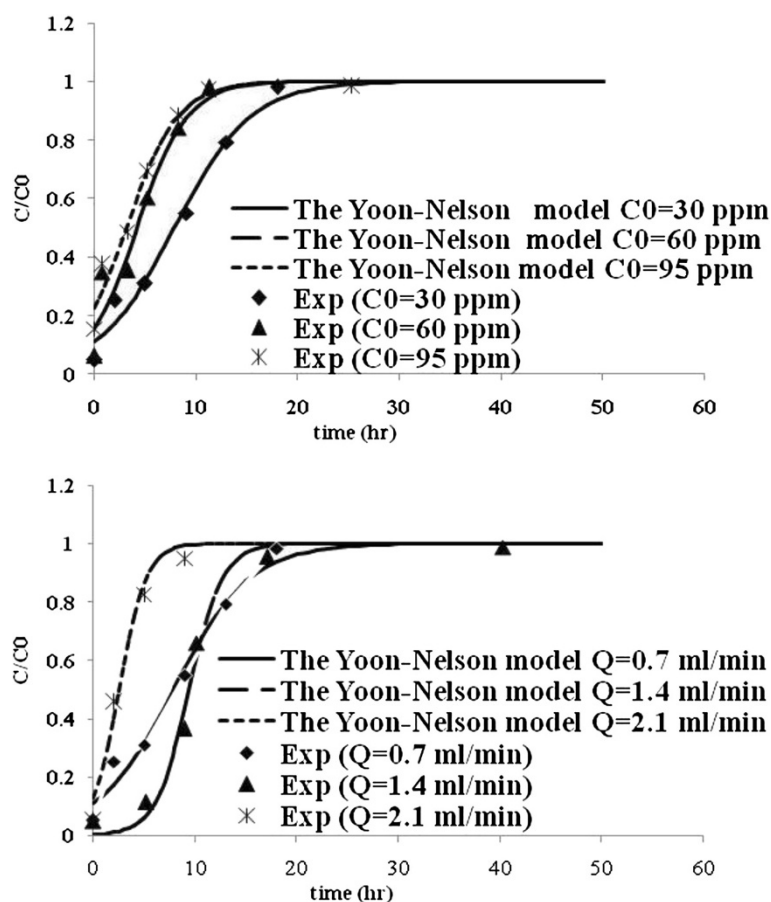 1.2
1
0.8
0.6
0.4
0.2
0
C/C0
The Yoon-Nelson model C0=30 ppm
The Yoon-Nelson model C0=60 ppm
The Yoon-Nelson model C0=95 ppm
Exp (C0=30 ppm)
Exp (C0=60 ppm)
Exp (C0=95 ppm)
0 10 20 30 40 50 60
time (hr)
1.2
1
0.8
0.6
0.4
0.2
0
C/C0
The Yoon-Nelson model Q=0.7 ml/min
The Yoon-Nelson model Q=1.4 ml/min
The Yoon-Nelson model Q=2.1 ml/min
Exp (Q=0.7 ml/min)
Exp (Q=1.4 ml/min)
Exp (Q=2.1 ml/min)
0 10 20 30 40 50 60
time (hr)